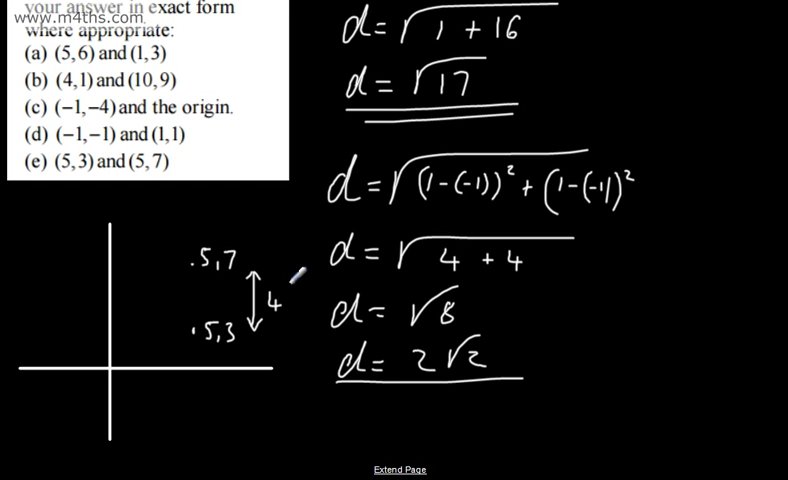 your answer in exact form
www.m4ths.com
where appropriate:
(a) (5,6) and (1,3)
(b) (4,1) and (10,9)
(c) (−1,−4) and the origin.
(d) (−1,−1) and (1,1)
(e) (5,3) and (5,7)
d=√1 + 16
d=√17
d=√(1-(-1))² + (1-(-1))²
d=√4 + 4
d=√8
d= 2√2
.5,7
4
.5,3
Extend Page